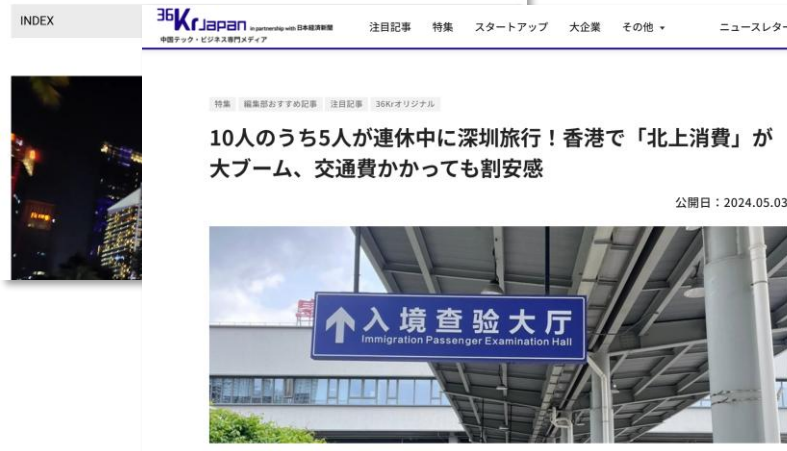 INDEX
36Kr Japan in partnership with 日本経済新聞
中国テック・ビジネス専門メディア
注目記事 特集 スタートアップ 大企業 その他 ニュースレター
特集 編集部おすすめ記事 注目記事 36Krオリジナル
10人のうち5人が連休中に深圳旅行！香港で「北上消費」が
大ブーム、交通費かかっても割安感
公開日：2024.05.03
入境查验大厅
Immigration Passenger Examination Hall